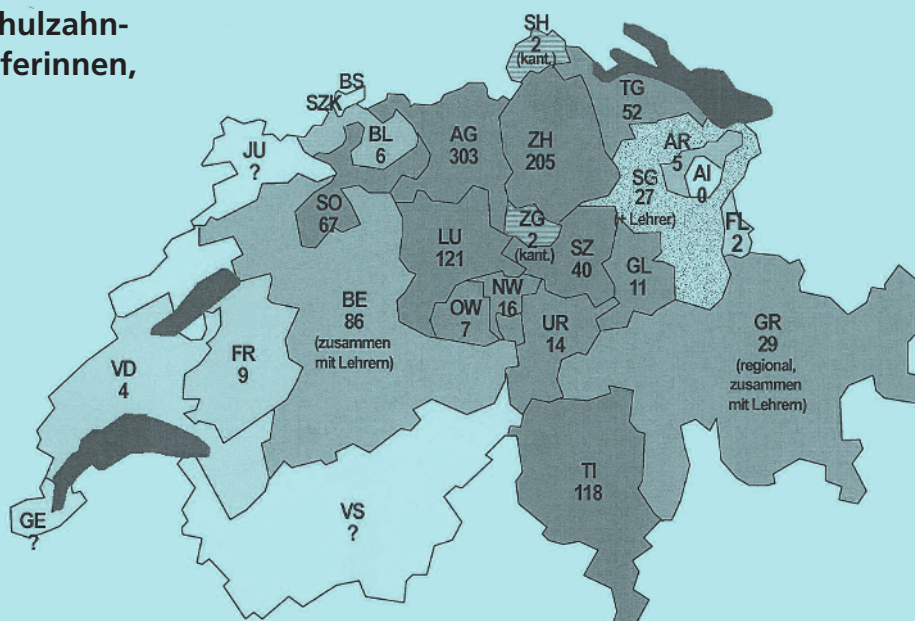 hulzahn-
ferinnen,
SH
2
(kant.)
BS
SZK
TG
52
BL
6
AG
303
ZH
205
JU
?
AR
5
AI
0
SG
27
(+ Lehrer)
SO
67
ZG
2
(kant.)
FL
2
LU
121
SZ
40
GL
11
NW
16
OW
7
BE
86
(zusammen
mit Lehrern)
UR
14
GR
29
(regional,
zusammen
mit Lehrern)
FR
9
VD
4
TI
118
VS
?
GE
?